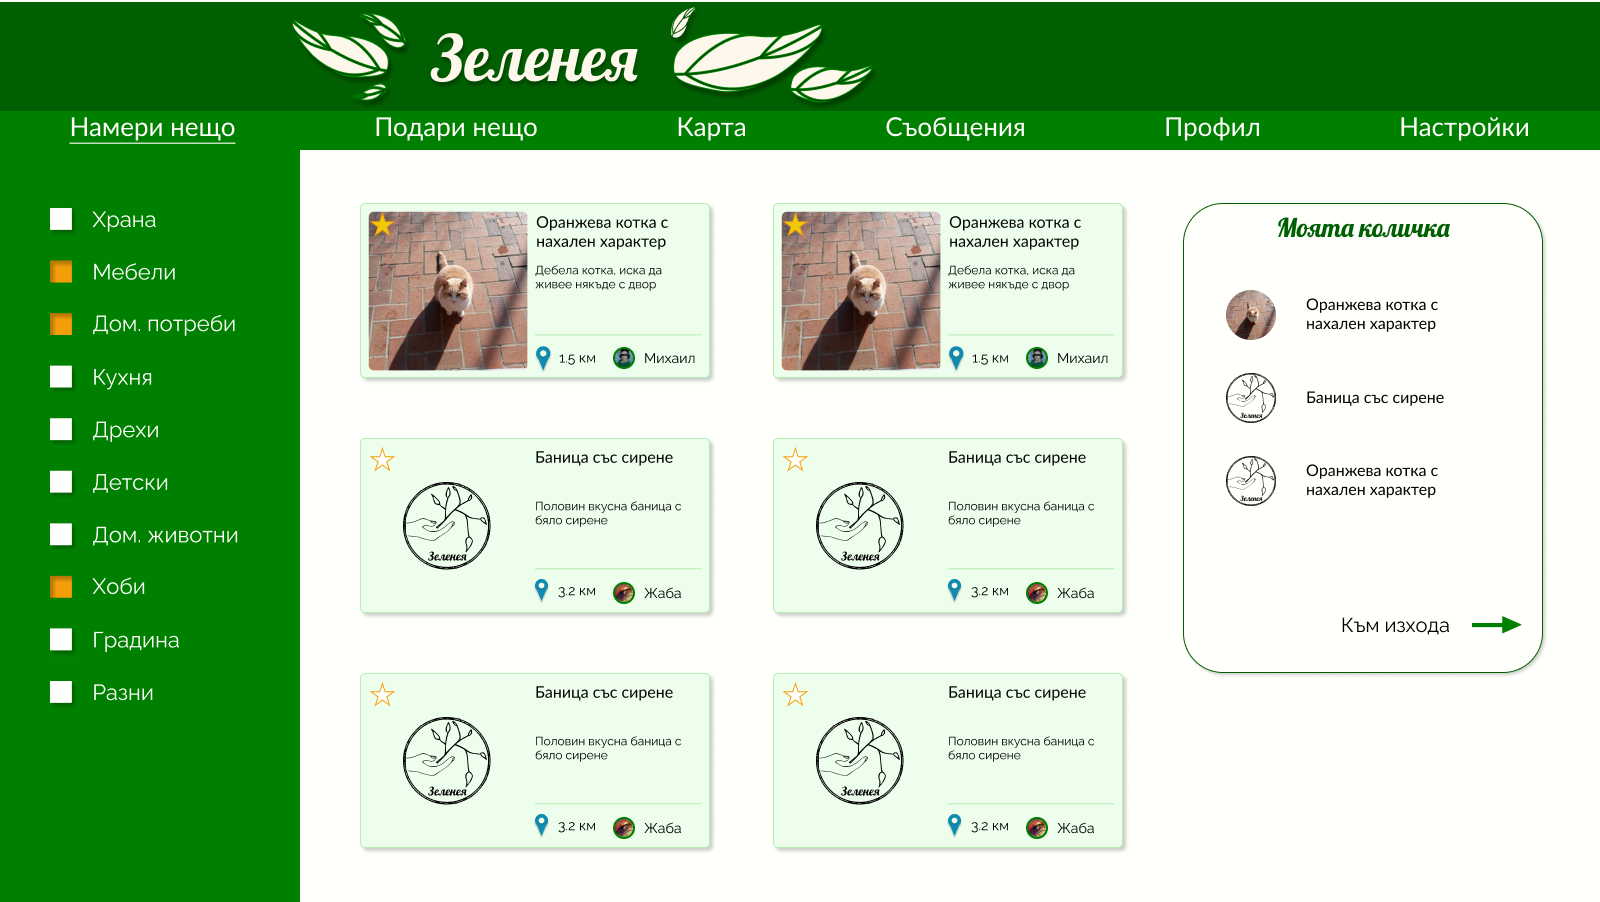 Зеленея
Намери нещо
Подари нещо
Карта
Съобщения
Профил
Настройки
Храна
Мебели
Дом. потреби
Кухня
Дрехи
Детски
Дом. животни
Хоби
Градина
Разни
Оранжева котка с
нахален характер
Дебела котка, иска да
живее някъде с двор
1.5 км
Михаил
Оранжева котка с
нахален характер
Дебела котка, иска да
живее някъде с двор
1.5 км
Михаил
Баница със сирене
Половин вкусна баница с
бяло сирене
Зеленея
3.2 км
Жаба
Баница със сирене
Половин вкусна баница с
бяло сирене
Зеленея
3.2 км
Жаба
Баница със сирене
Половин вкусна баница с
бяло сирене
Зеленея
3.2 км
Жаба
Баница със сирене
Половин вкусна баница с
бяло сирене
Зеленея
3.2 км
Жаба
Моята количка
Оранжева котка с
нахален характер
Зеленея
Баница със сирене
Зеленея
Оранжева котка с
нахален характер
Към изхода